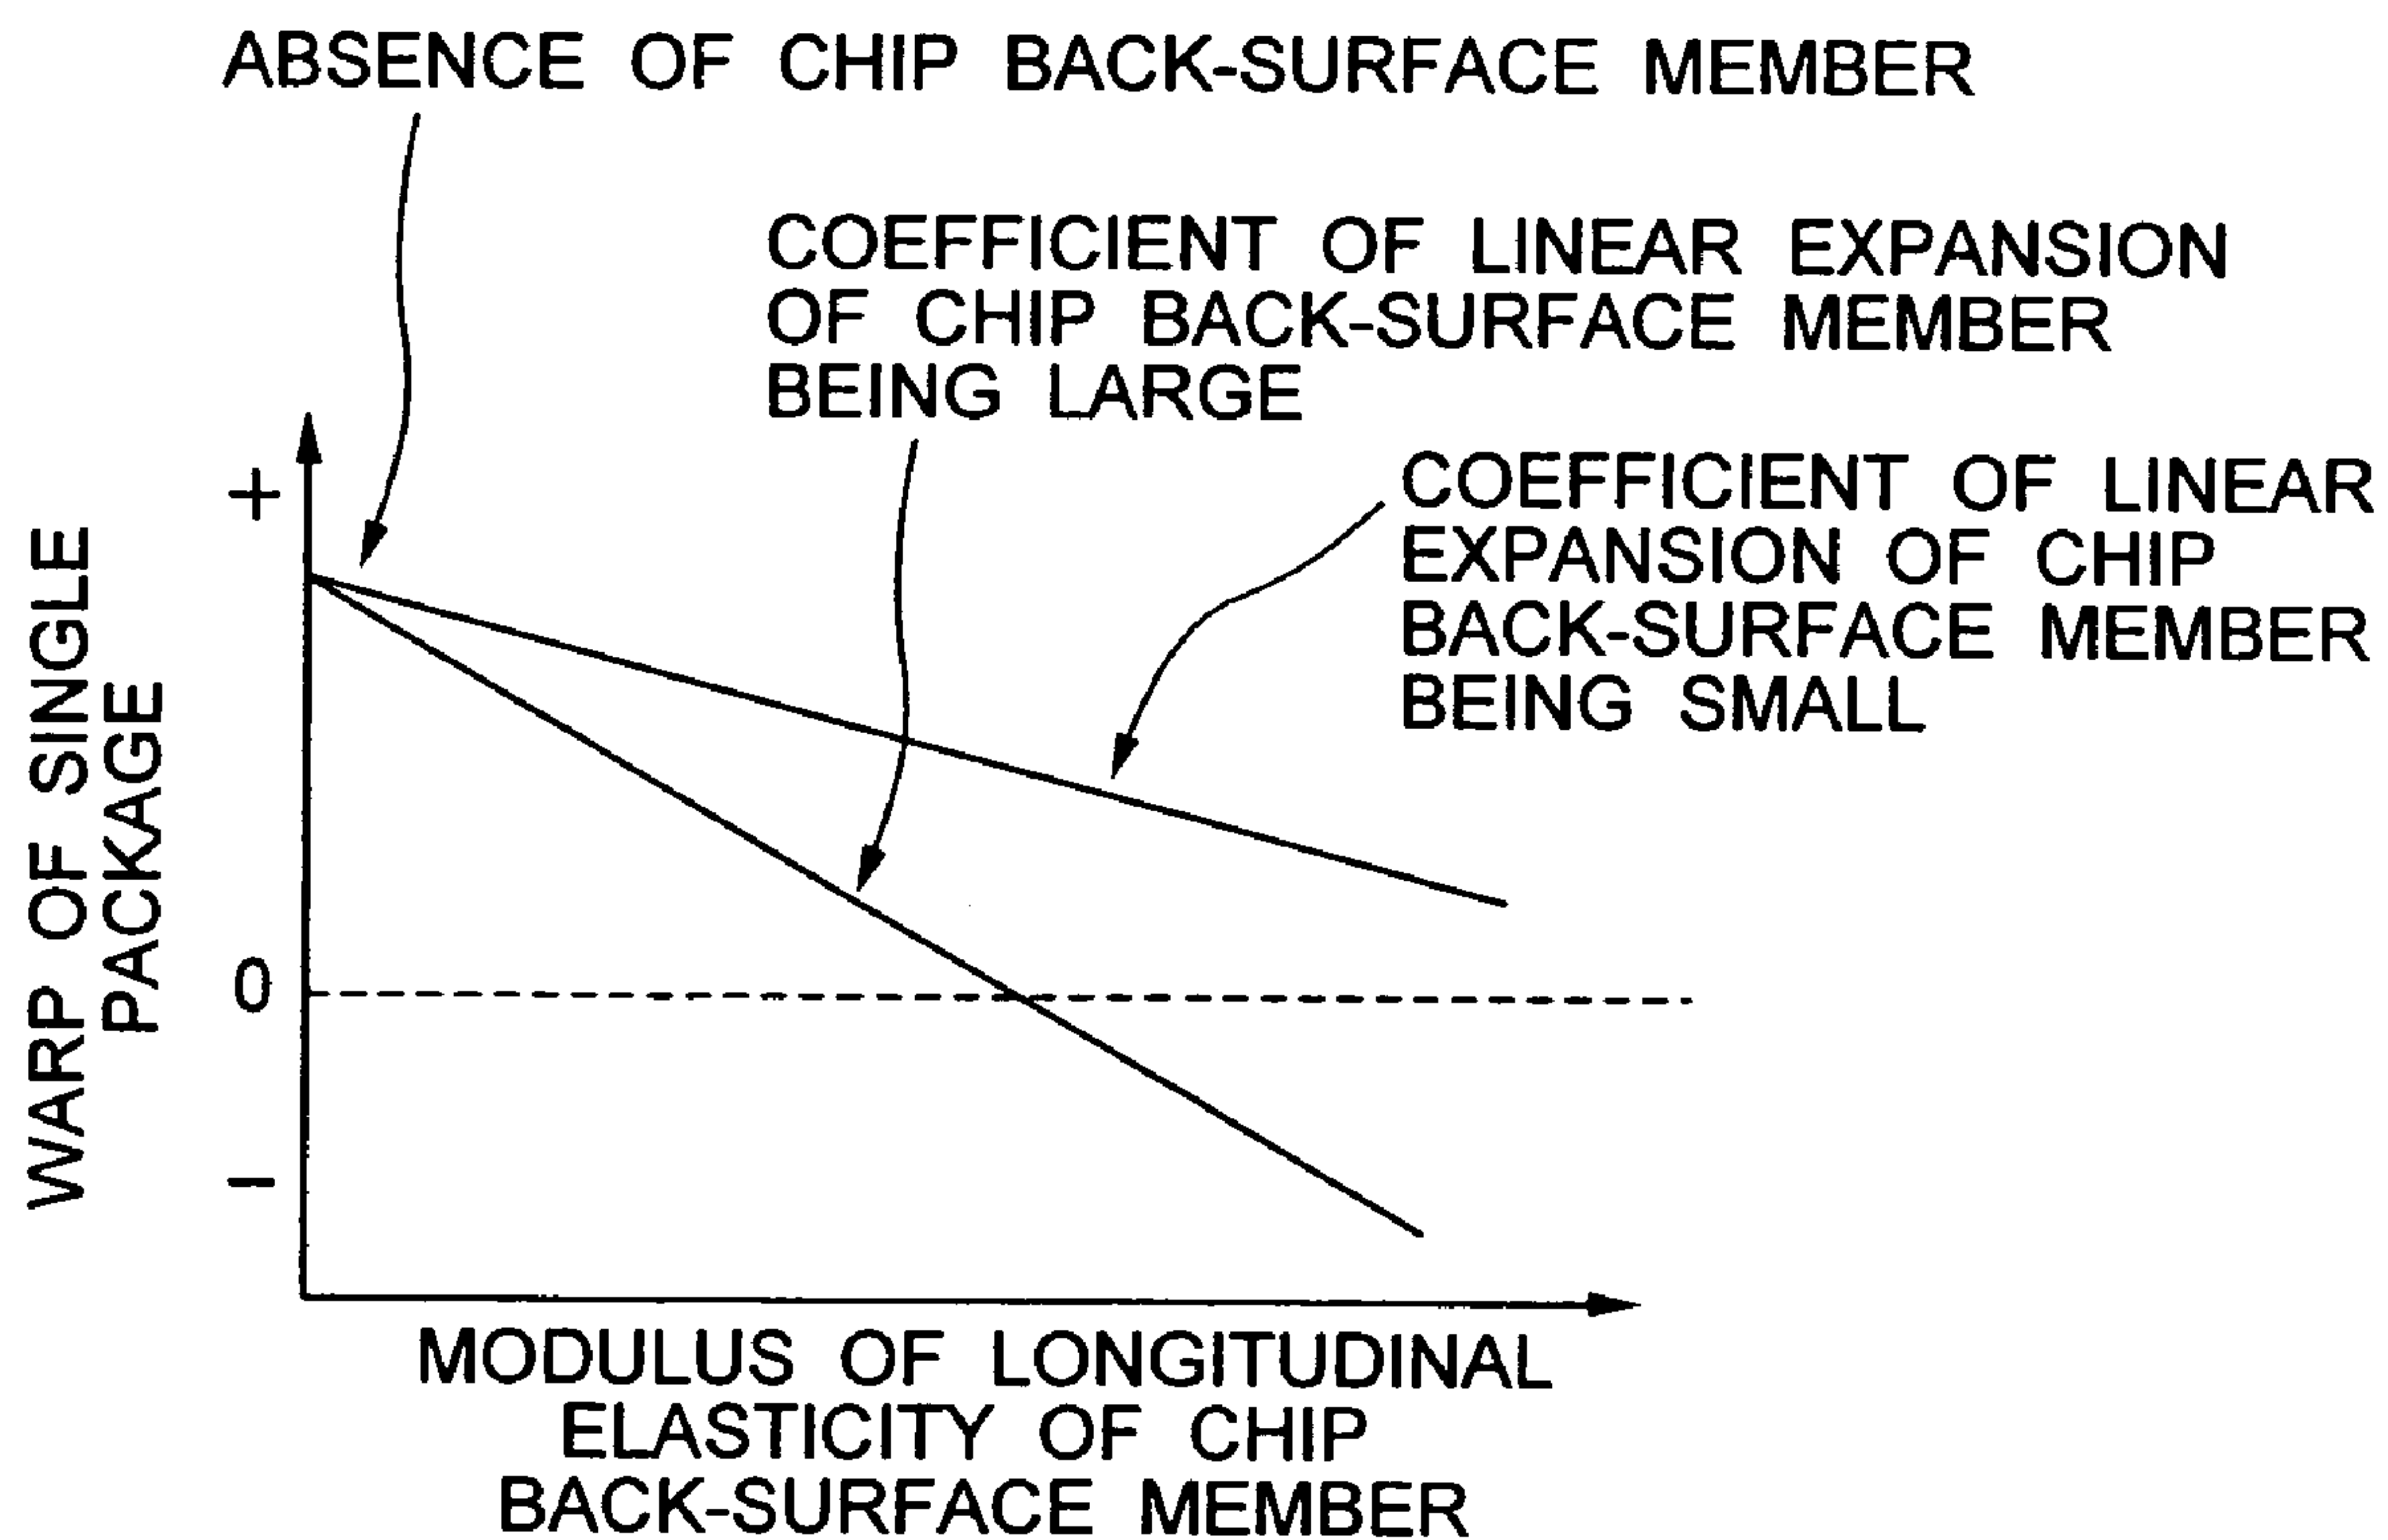 ABSENCE OF CHIP BACK-SURFACE MEMBER
COEFFICIENT OF LINEAR EXPANSION
OF CHIP BACK-SURFACE MEMBER
BEING LARGE
COEFFICIENT OF LINEAR
EXPANSION OF CHIP
BACK-SURFACE MEMBER
BEING SMALL
+
0
−
WARP OF SINGLE
PACKAGE
MODULUS OF LONGITUDINAL
ELASTICITY OF CHIP
BACK-SURFACE MEMBER